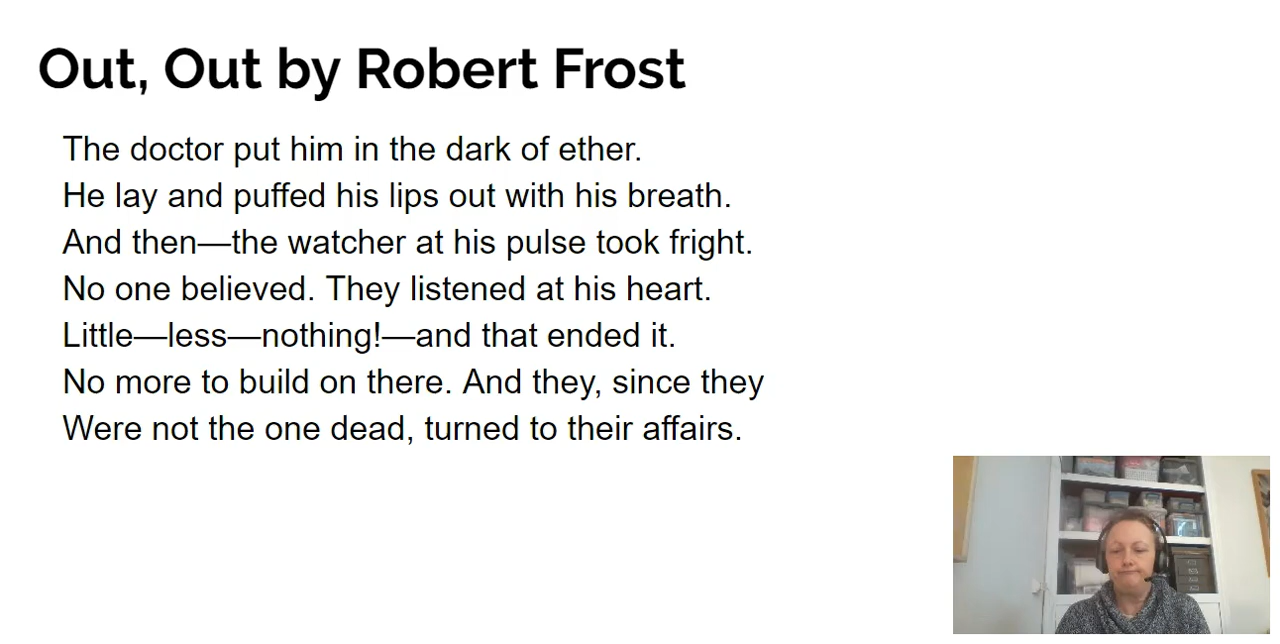 Out, Out by Robert Frost
The doctor put him in the dark of ether.
He lay and puffed his lips out with his breath.
And then—the watcher at his pulse took fright.
No one believed. They listened at his heart.
Little—less—nothing!—and that ended it.
No more to build on there. And they, since they
Were not the one dead, turned to their affairs.